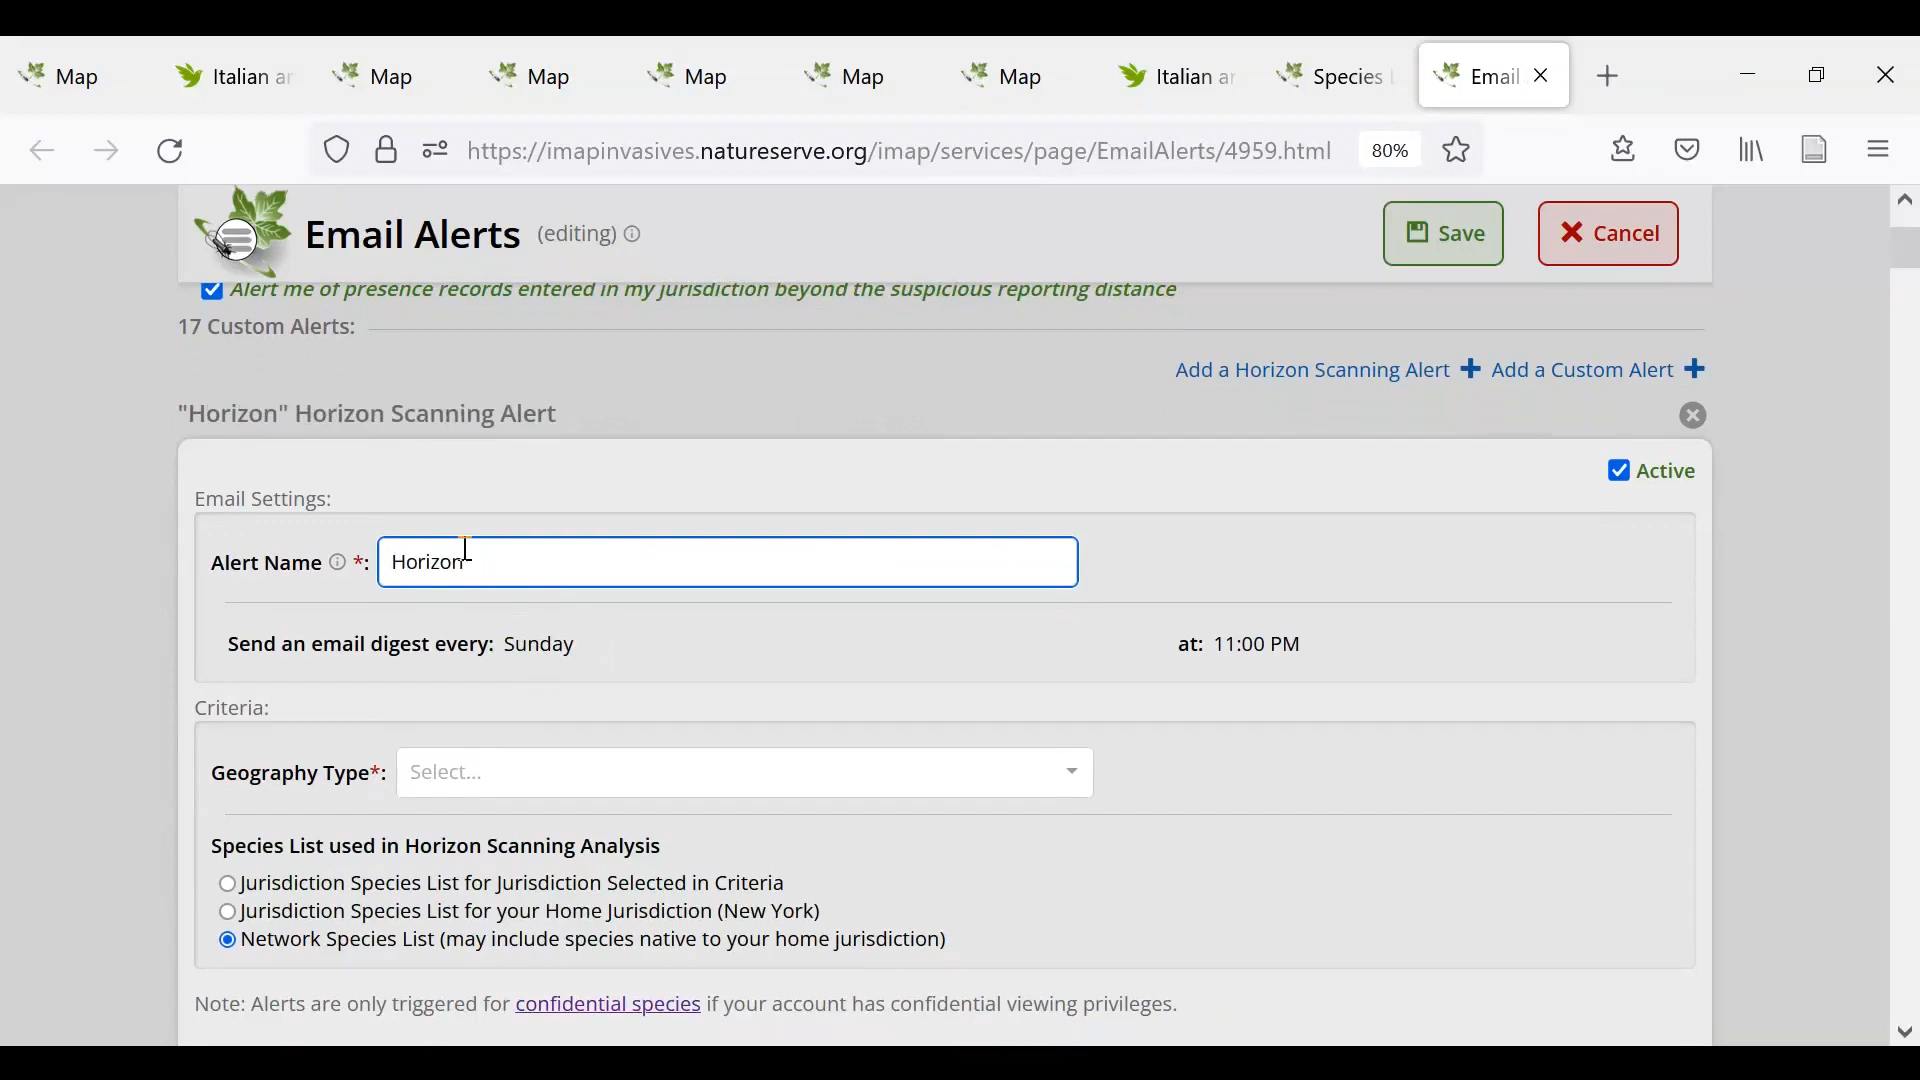 Map Italian ar Map Map Map Map Map Italian ar Species L Email
https://imapinvasives.natureserve.org/imap/services/page/EmailAlerts/4959.html 80%
Email Alerts (editing) Save Cancel
Alert me of presence records entered in my jurisdiction beyond the suspicious reporting distance
17 Custom Alerts:
Add a Horizon Scanning Alert Add a Custom Alert
"Horizon" Horizon Scanning Alert
Active
Email Settings:
Alert Name *: Horizon
Send an email digest every: Sunday at: 11:00 PM
Criteria:
Geography Type*: Select...
Species List used in Horizon Scanning Analysis
Jurisdiction Species List for Jurisdiction Selected in Criteria
Jurisdiction Species List for your Home Jurisdiction (New York)
Network Species List (may include species native to your home jurisdiction)
Note: Alerts are only triggered for confidential species if your account has confidential viewing privileges.